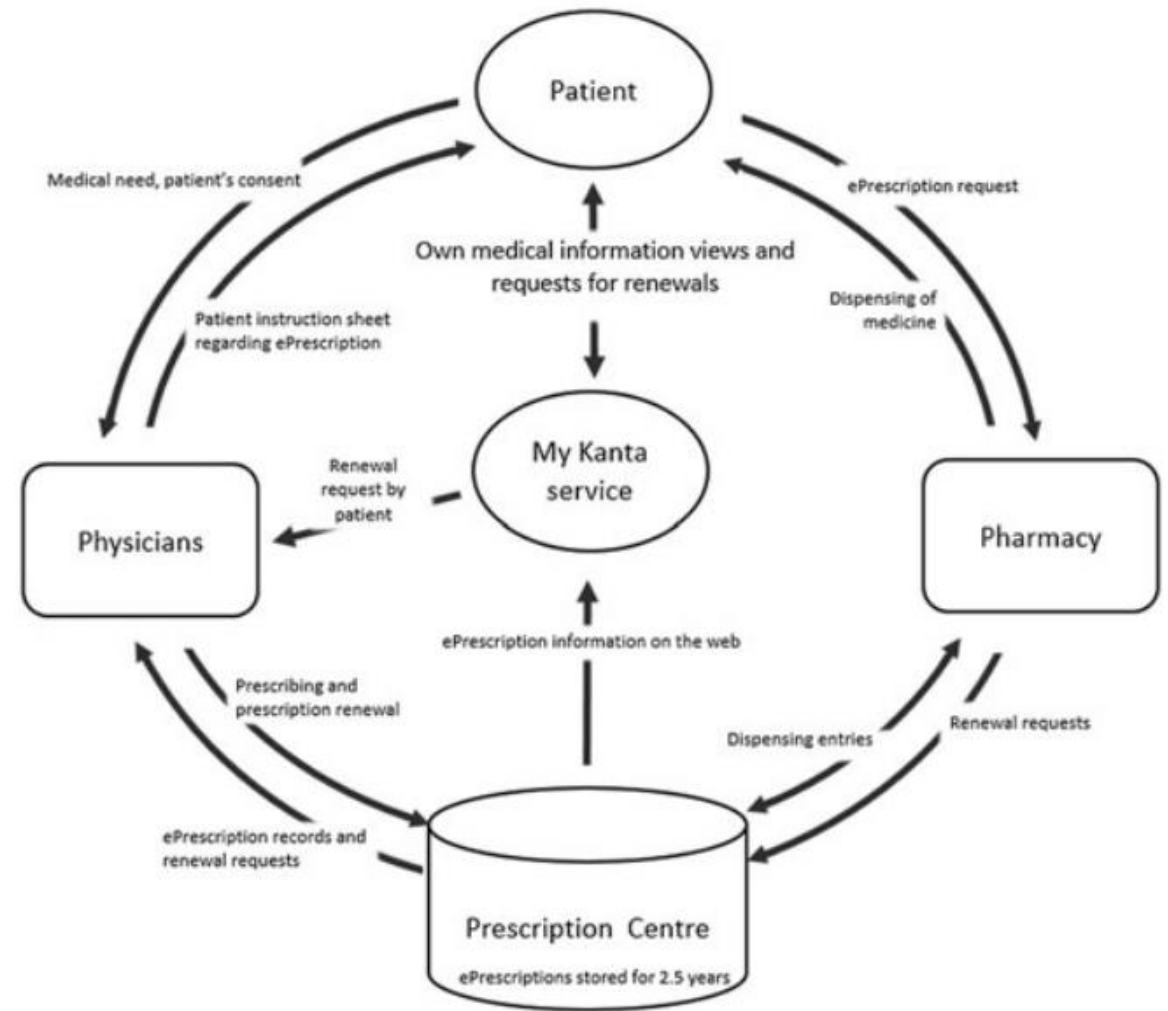 Patient
Medical need, patient's consent
ePrescription request
Own medical information views and
requests for renewals
Patient instruction sheet
regarding ePrescription
Dispensing of
medicine
My Kanta
service
Renewal
request by
patient
Physicians
Pharmacy
ePrescription information on the web
Prescribing and
prescription renewal
Dispensing entries
Renewal requests
ePrescription records and
renewal requests
Prescription Centre
ePrescriptions stored for 2.5 years